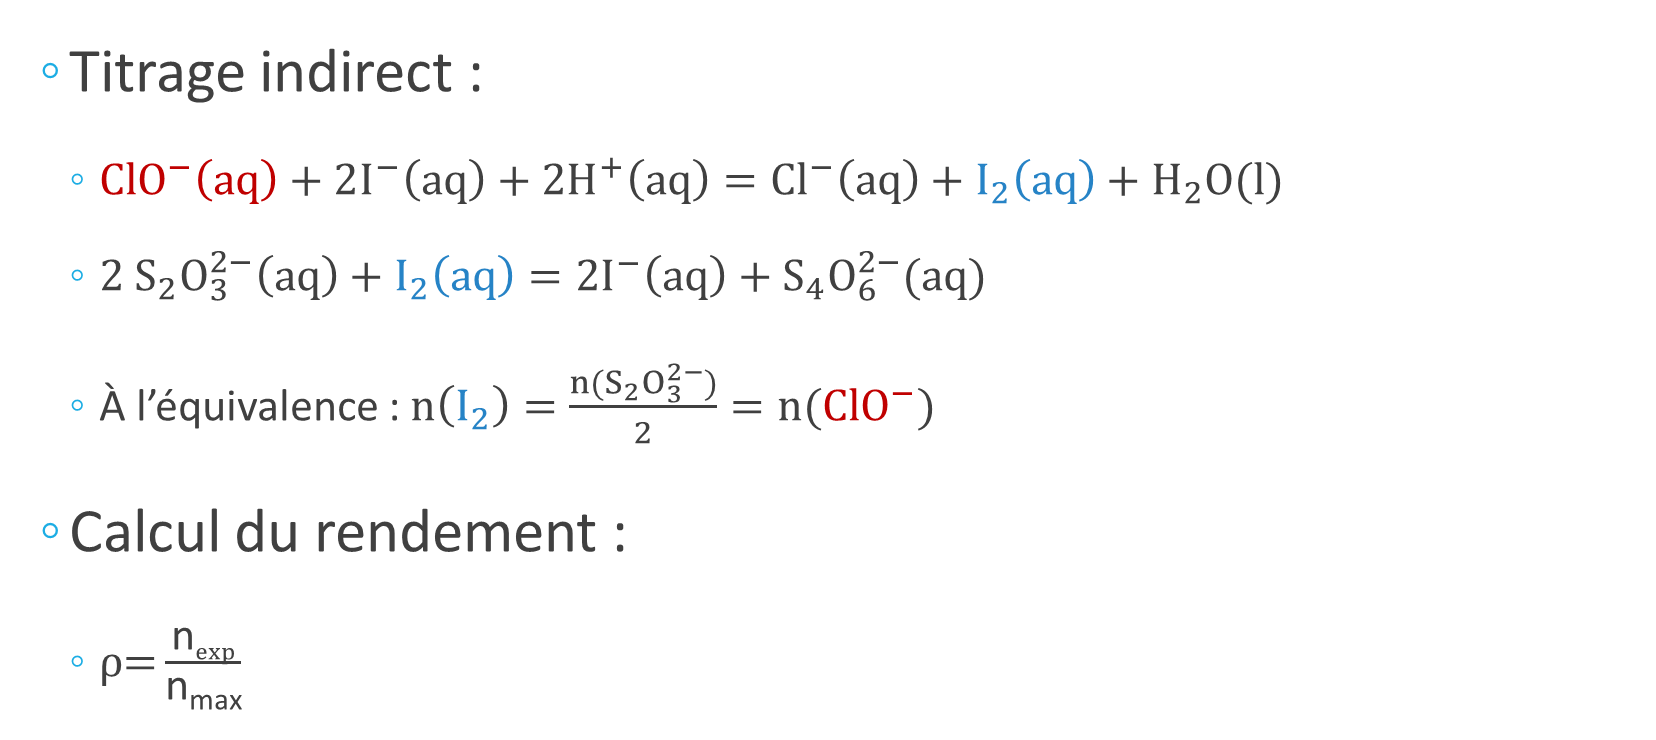 ◦ Titrage indirect :
◦ ClO⁻(aq) + 2I⁻(aq) + 2H⁺(aq) = Cl⁻(aq) + I₂(aq) + H₂O(l)
◦ 2 S₂O₃²⁻(aq) + I₂(aq) = 2I⁻(aq) + S₄O₆²⁻(aq)
◦ À l’équivalence : n(I₂) = n(S₂O₃²⁻)/2 = n(ClO⁻)
◦ Calcul du rendement :
◦ ρ= n_exp/n_max